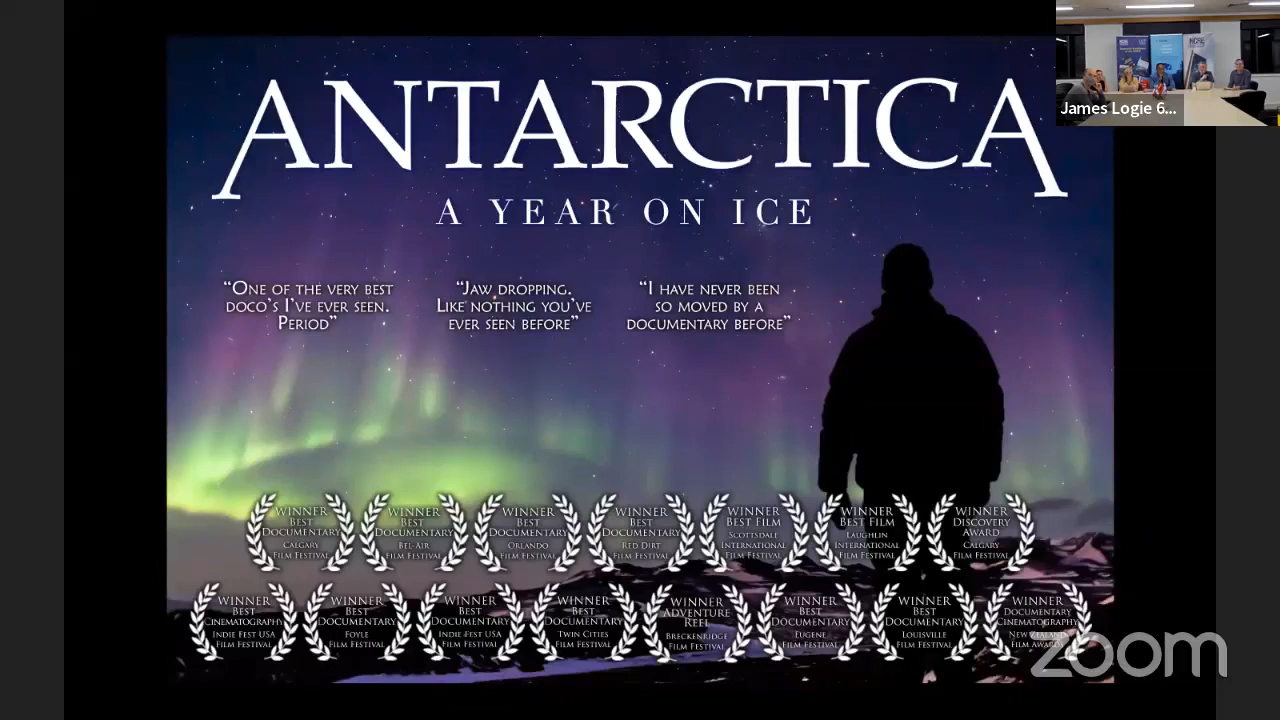 ANTARCTICA
A YEAR ON ICE
“ONE OF THE VERY BEST
DOCO'S I'VE EVER SEEN.
PERIOD”
“JAW DROPPING.
LIKE NOTHING YOU'VE
EVER SEEN BEFORE”
“I HAVE NEVER BEEN
SO MOVED BY A
DOCUMENTARY BEFORE”
WINNER
BEST
DOCUMENTARY
CALGARY
FILM FESTIVAL
WINNER
BEST
DOCUMENTARY
BEL-AIR
FILM FESTIVAL
WINNER
BEST
DOCUMENTARY
ORLANDO
FILM FESTIVAL
WINNER
BEST
DOCUMENTARY
RED DIRT
FILM FESTIVAL
WINNER
BEST FILM
SCOTTSDALE
INTERNATIONAL
FILM FESTIVAL
WINNER
BEST FILM
LAUGHLIN
INTERNATIONAL
FILM FESTIVAL
WINNER
DISCOVERY
AWARD
CALGARY
FILM FESTIVAL
WINNER
BEST
CINEMATOGRAPHY
INDIE FEST USA
FILM FESTIVAL
WINNER
BEST
DOCUMENTARY
FOYLE
FILM FESTIVAL
WINNER
BEST
DOCUMENTARY
INDIE FEST USA
FILM FESTIVAL
WINNER
BEST
DOCUMENTARY
TWIN CITIES
FILM FESTIVAL
WINNER
ADVENTURE
REEL
BRECKENRIDGE
FILM FESTIVAL
WINNER
BEST
DOCUMENTARY
EUGENE
FILM FESTIVAL
WINNER
BEST
DOCUMENTARY
LOUISVILLE
FILM FESTIVAL
WINNER
DOCUMENTARY
CINEMATOGRAPHY
NEW ZEALAND
FILM AWARDS
James Logie 6...
zoom